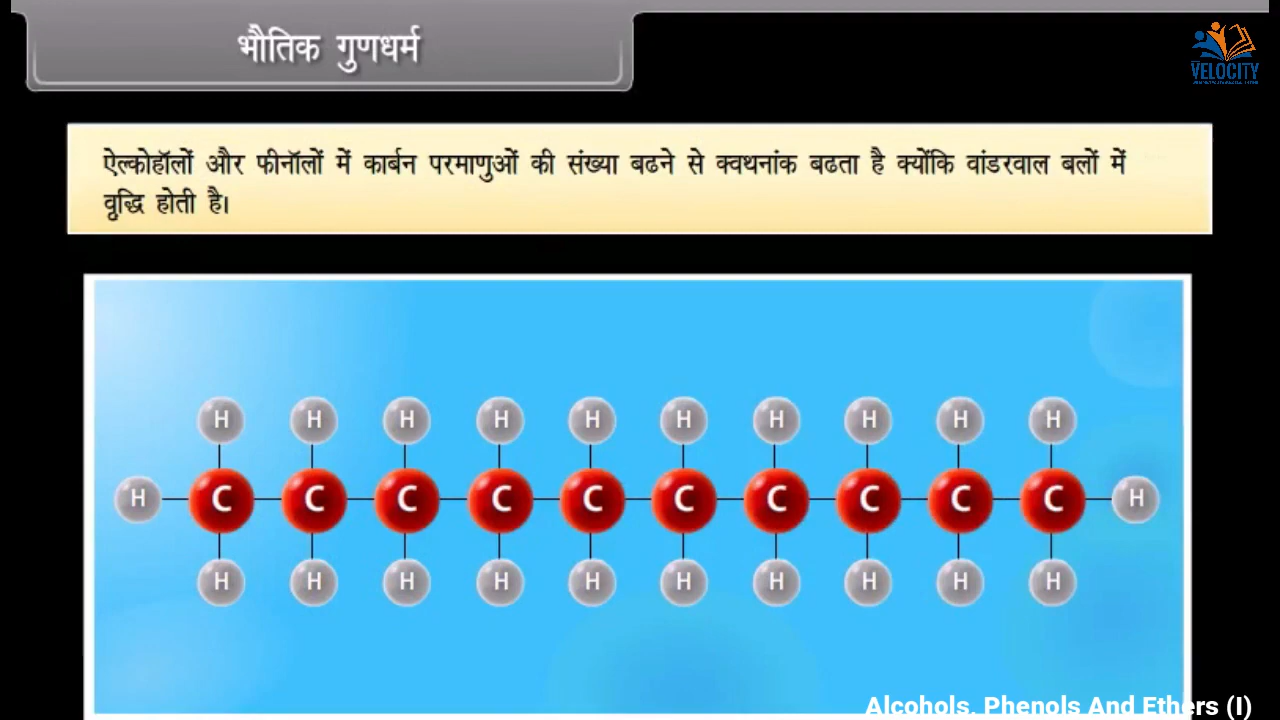 भौतिक गुणधर्म
VELOCITY
ऐल्कोहॉलों और फीनॉलों में कार्बन परमाणुओं की संख्या बढने से क्वथनांक बढता है क्योंकि वांडरवाल बलों में
वृद्धि होती है।
H H H H H H H H H H
H C C C C C C C C C C H
H H H H H H H H H H
Alcohols, Phenols And Ethers (I)